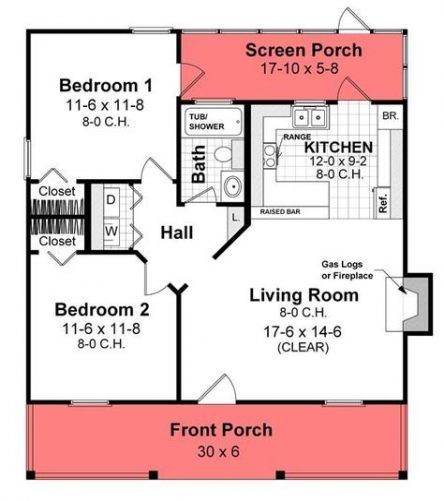 Screen Porch
17-10 x 5-8
Bedroom 1
11-6 x 11-8
8-0 C.H.
TUB/
SHOWER
Bath
RANGE
BR.
KITCHEN
12-0 x 9-2
8-0 C.H.
Closet
D
W
L.
RAISED BAR
Ref.
Hall
Closet
Gas Logs
or Fireplace
Bedroom 2
11-6 x 11-8
8-0 C.H.
Living Room
8-0 C.H.
17-6 x 14-6
(CLEAR)
Front Porch
30 x 6